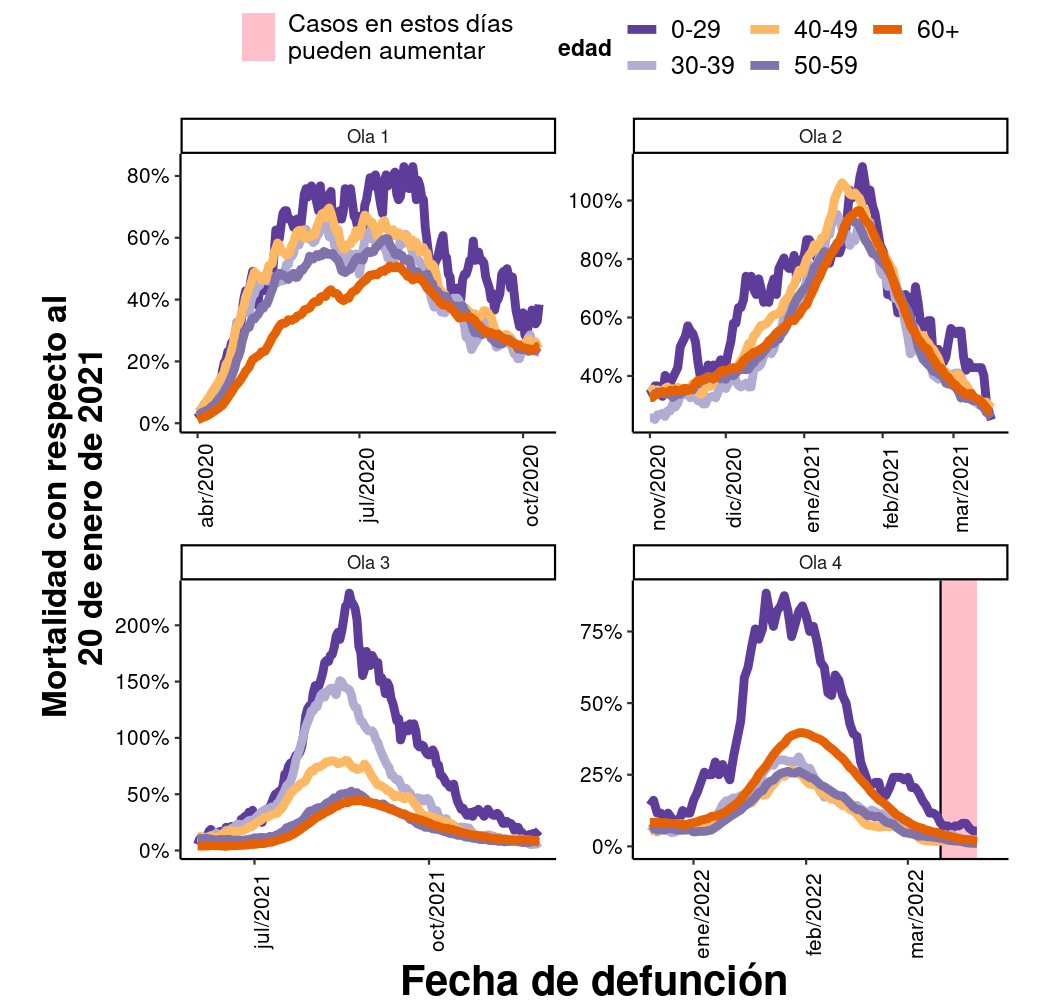 Casos en estos días
pueden aumentar
edad
0-29
40-49
60+
30-39
50-59
Mortalidad con respecto al
20 de enero de 2021
Ola 1
80%
60%
40%
20%
0%
abr/2020
jul/2020
oct/2020
Ola 2
100%
80%
60%
40%
nov/2020
dic/2020
ene/2021
feb/2021
mar/2021
Ola 3
200%
150%
100%
50%
0%
jul/2021
oct/2021
Ola 4
75%
50%
25%
0%
ene/2022
feb/2022
mar/2022
Fecha de defunción